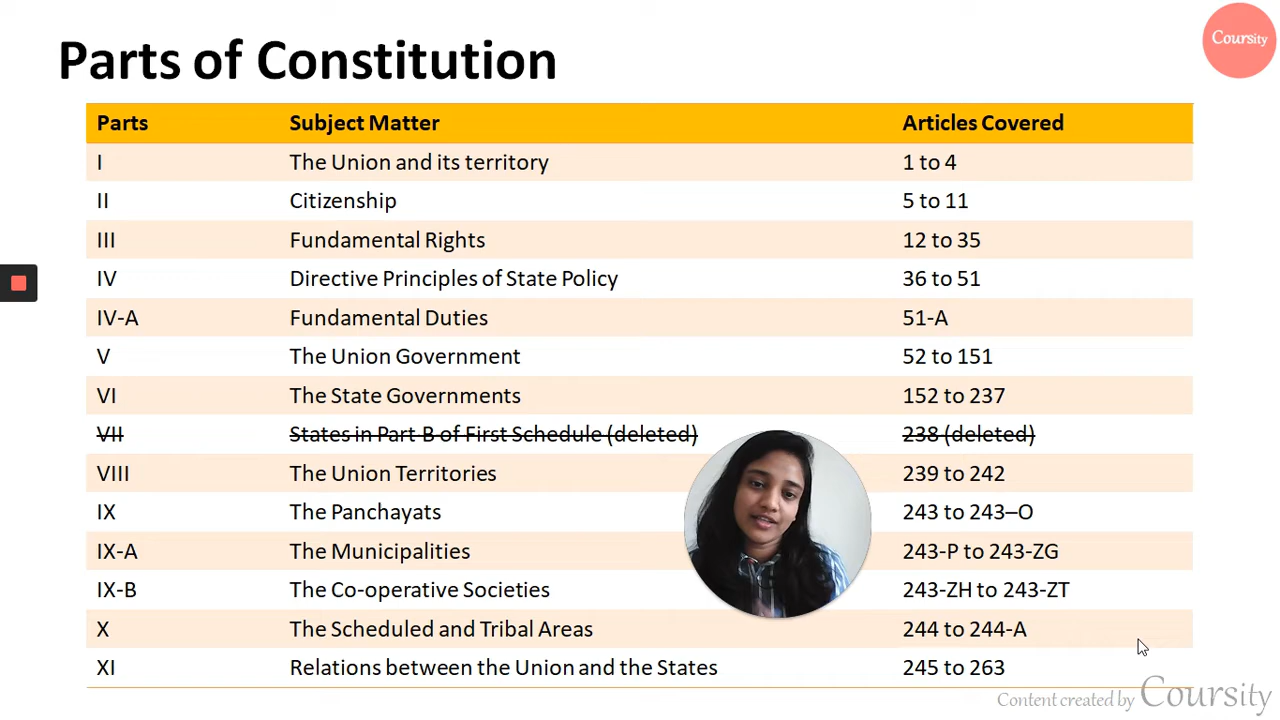 Parts of Constitution
Coursity
Parts Subject Matter Articles Covered
I The Union and its territory 1 to 4
II Citizenship 5 to 11
III Fundamental Rights 12 to 35
IV Directive Principles of State Policy 36 to 51
IV-A Fundamental Duties 51-A
V The Union Government 52 to 151
VI The State Governments 152 to 237
VII States in Part B of First Schedule (deleted) 238 (deleted)
VIII The Union Territories 239 to 242
IX The Panchayats 243 to 243–O
IX-A The Municipalities 243-P to 243-ZG
IX-B The Co-operative Societies 243-ZH to 243-ZT
X The Scheduled and Tribal Areas 244 to 244-A
XI Relations between the Union and the States 245 to 263
Content created by Coursity